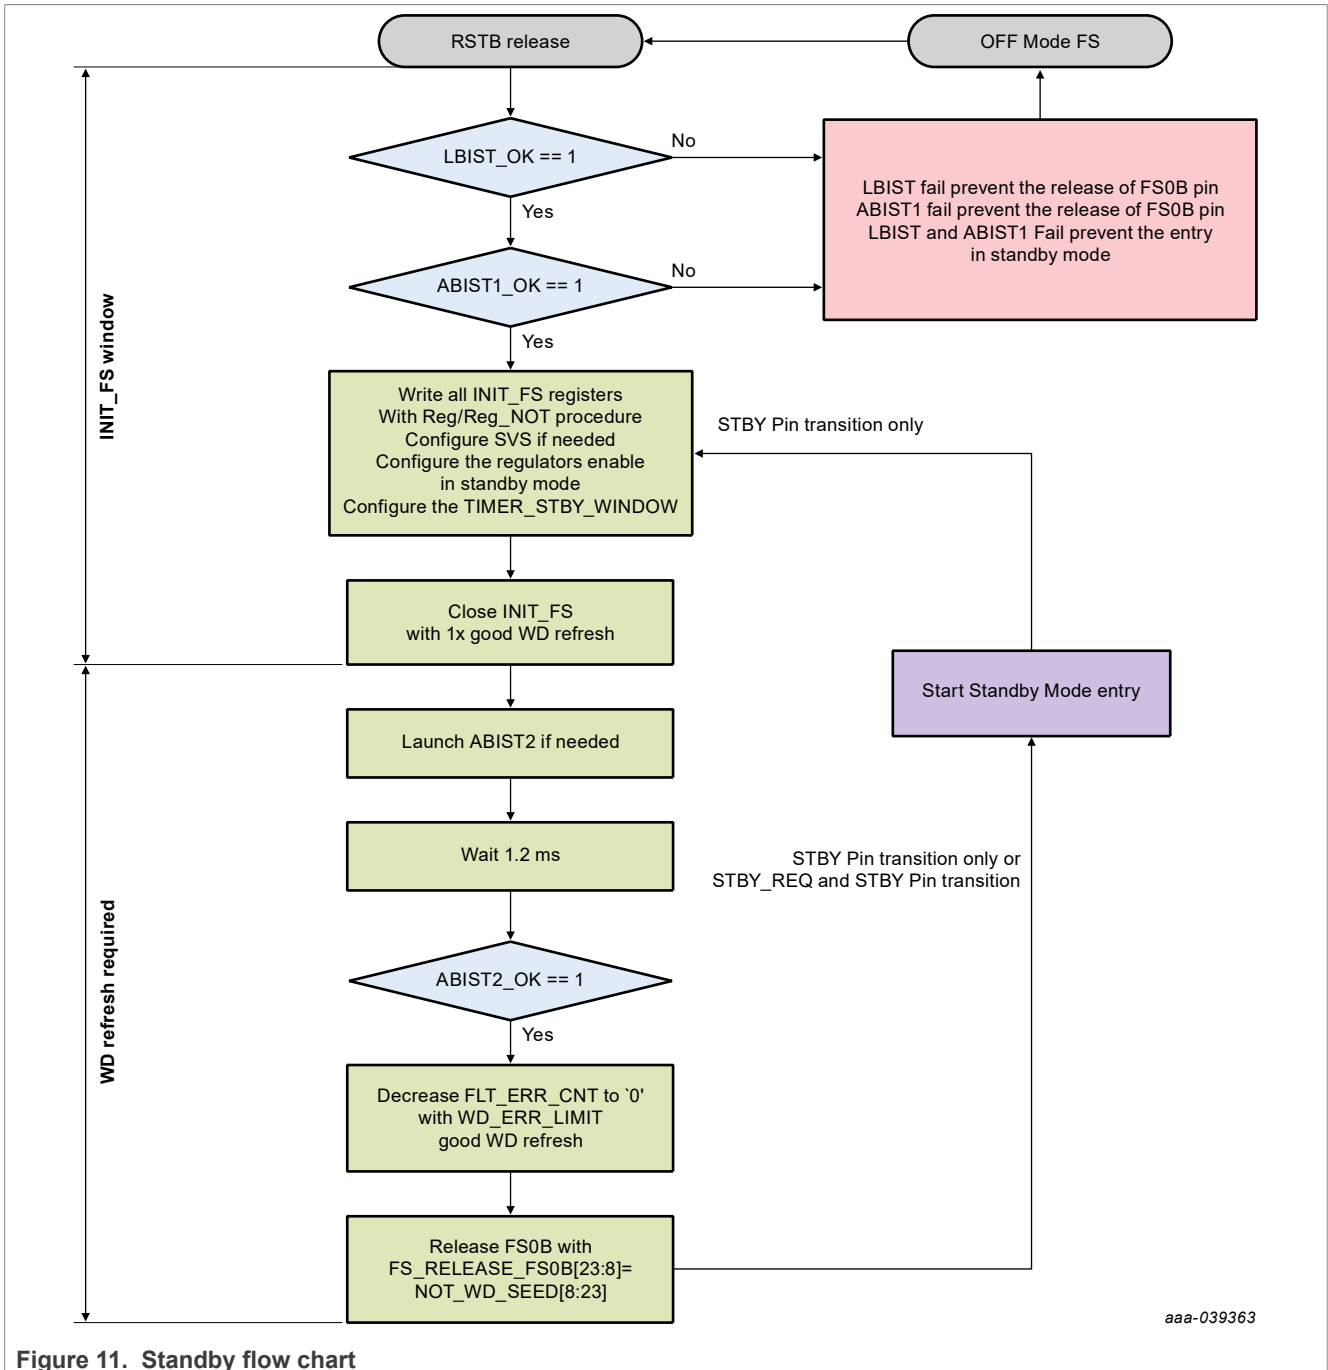 RSTB release
OFF Mode FS
LBIST_OK == 1
No
Yes
LBIST fail prevent the release of FS0B pin
ABIST1 fail prevent the release of FS0B pin
LBIST and ABIST1 Fail prevent the entry
in standby mode
ABIST1_OK == 1
No
Yes
INIT_FS window
Write all INIT_FS registers
With Reg/Reg_NOT procedure
Configure SVS if needed
Configure the regulators enable
in standby mode
Configure the TIMER_STBY_WINDOW
STBY Pin transition only
Close INIT_FS
with 1x good WD refresh
Start Standby Mode entry
Launch ABIST2 if needed
Wait 1.2 ms
STBY Pin transition only or
STBY_REQ and STBY Pin transition
WD refresh required
ABIST2_OK == 1
Yes
Decrease FLT_ERR_CNT to `0'
with WD_ERR_LIMIT
good WD refresh
Release FS0B with
FS_RELEASE_FS0B[23:8]=
NOT_WD_SEED[8:23]
aaa-039363
Figure 11. Standby flow chart